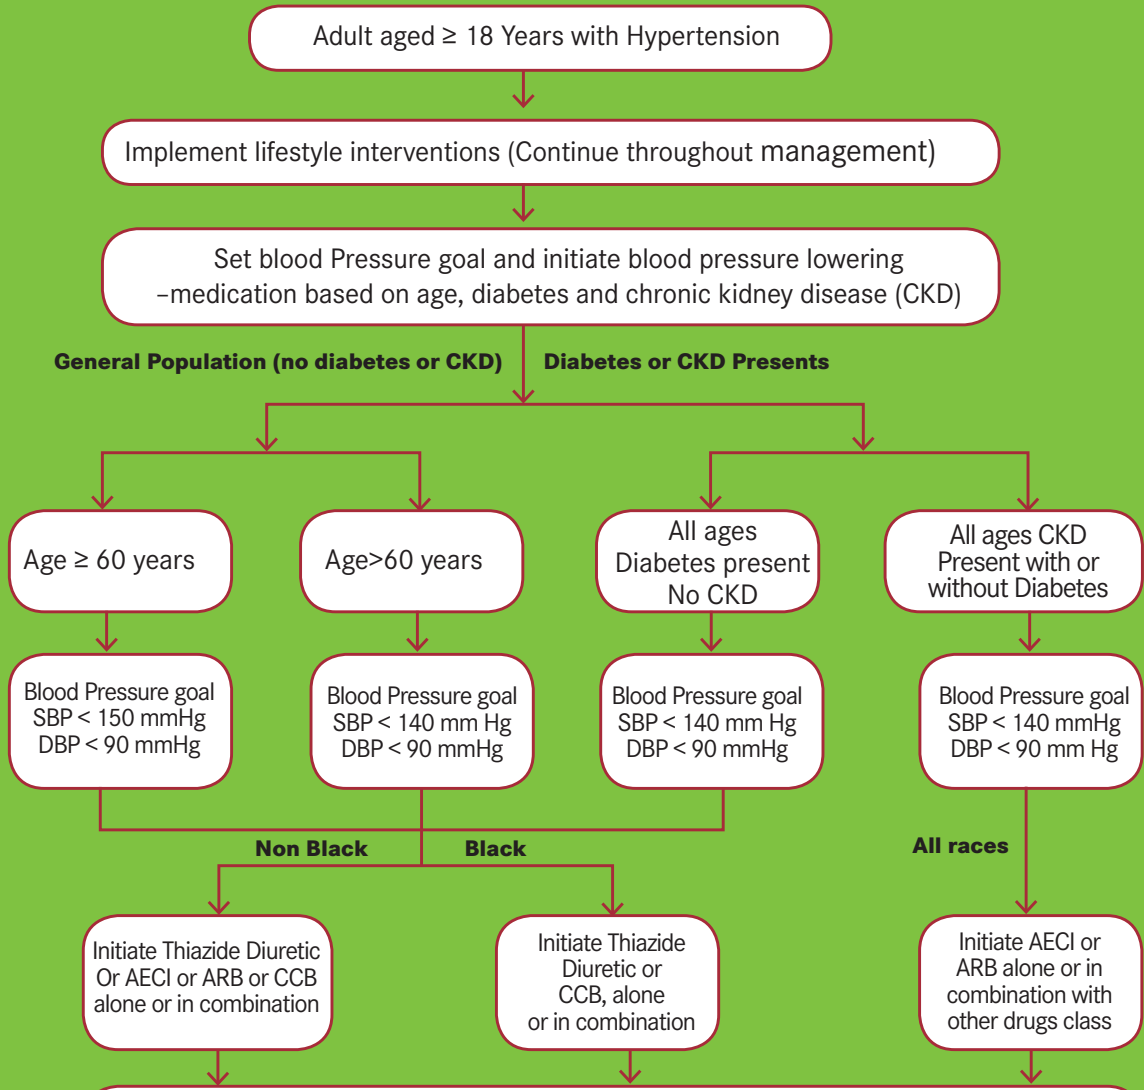 Adult aged ≥ 18 Years with Hypertension
Implement lifestyle interventions (Continue throughout management)
Set blood Pressure goal and initiate blood pressure lowering
–medication based on age, diabetes and chronic kidney disease (CKD)
General Population (no diabetes or CKD)
Diabetes or CKD Presents
Age ≥ 60 years
Age>60 years
All ages
Diabetes present
No CKD
All ages CKD
Present with or
without Diabetes
Blood Pressure goal
SBP < 150 mmHg
DBP < 90 mmHg
Blood Pressure goal
SBP < 140 mm Hg
DBP < 90 mmHg
Blood Pressure goal
SBP < 140 mm Hg
DBP < 90 mmHg
Blood Pressure goal
SBP < 140 mmHg
DBP < 90 mm Hg
Non Black
Black
All races
Initiate Thiazide Diuretic
Or AECI or ARB or CCB
alone or in combination
Initiate Thiazide
Diuretic or
CCB, alone
or in combination
Initiate AECI or
ARB alone or in
combination with
other drugs class